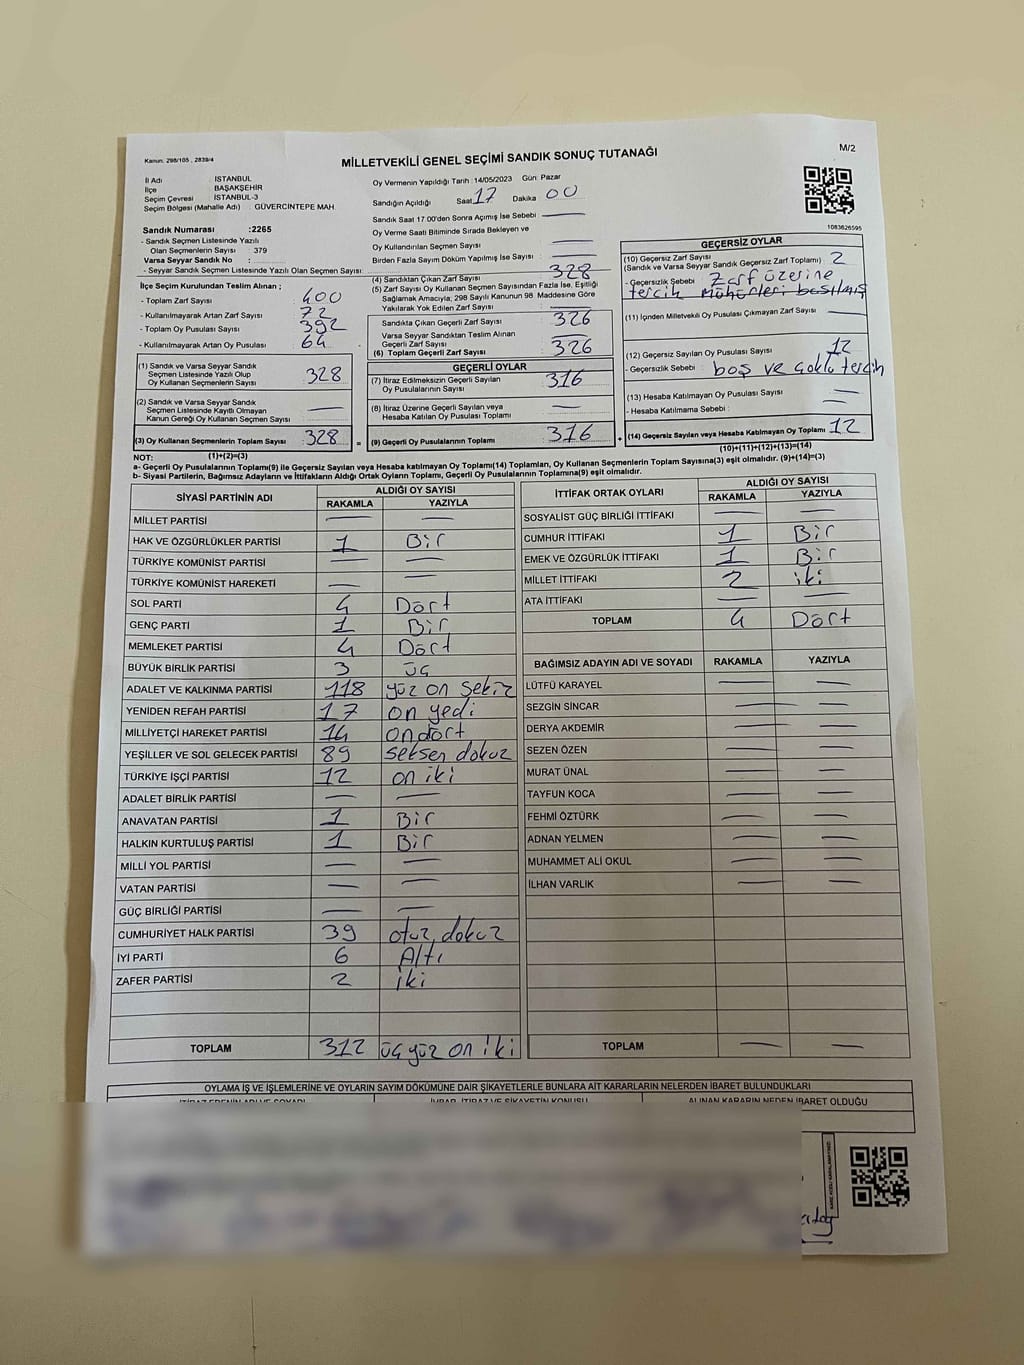 Kanun: 298/105 , 2839/4
MİLLETVEKİLİ GENEL SEÇİMİ SANDIK SONUÇ TUTANAĞI
M/2
İl Adı İSTANBUL
İlçe BAŞAKŞEHİR
Seçim Çevresi İSTANBUL-3
Seçim Bölgesi (Mahalle Adı) : GÜVERCİNTEPE MAH.
Sandık Numarası :2265
- Sandık Seçmen Listesinde Yazılı
Olan Seçmenlerin Sayısı : 379
Varsa Seyyar Sandık No :
- Seyyar Sandık Seçmen Listesinde Yazılı Olan Seçmen Sayısı:
İlçe Seçim Kurulundan Teslim Alınan ;
- Toplam Zarf Sayısı 400
- Kullanılmayarak Artan Zarf Sayısı 72
- Toplam Oy Pusulası Sayısı 392
- Kullanılmayarak Artan Oy Pusulası 64
(1) Sandık ve Varsa Seyyar Sandık
Seçmen Listesinde Yazılı Olup
Oy Kullanan Seçmenlerin Sayısı 328
(2) Sandık ve Varsa Seyyar Sandık
Seçmen Listesinde Kayıtlı Olmayan
Kanun Gereği Oy Kullanan Seçmen Sayısı —
(3) Oy Kullanan Seçmenlerin Toplam Sayısı 328 =
(1)+(2)=(3)
Oy Vermenin Yapıldığı Tarih :14/05/2023 Gün: Pazar
Sandığın Açıldığı Saat 17 Dakika 00
Sandık Saat 17.00'den Sonra Açımış İse Sebebi —
Oy Verme Saati Bitiminde Sırada Bekleyen ve
Oy Kullandırılan Seçmen Sayısı —
Birden Fazla Sayım Döküm Yapılmış İse Sayısı —
(4) Sandıktan Çıkan Zarf Sayısı 328
(5) Zarf Sayısı Oy Kullanan Seçmen Sayısından Fazla İse, Eşitliği
Sağlamak Amacıyla; 298 Sayılı Kanunun 98. Maddesine Göre
Yakılarak Yok Edilen Zarf Sayısı —
Sandıkta Çıkan Geçerli Zarf Sayısı 326
Varsa Seyyar Sandıktan Teslim Alınan
Geçerli Zarf Sayısı —
(6) Toplam Geçerli Zarf Sayısı 326
GEÇERLİ OYLAR
(7) İtiraz Edilmeksizin Geçerli Sayılan
Oy Pusulalarının Sayısı 316
(8) İtiraz Üzerine Geçerli Sayılan veya
Hesaba Katılan Oy Pusulası Toplamı —
(9) Geçerli Oy Pusulalarının Toplamı 316 +
1083626595
GEÇERSİZ OYLAR
(10) Geçersiz Zarf Sayısı
(Sandık ve Varsa Seyyar Sandık Geçersiz Zarf Toplamı) 2
- Geçersizlik Sebebi Zarf üzerine
tercih mühürleri basılmış
(11) İçinden Milletvekili Oy Pusulası Çıkmayan Zarf Sayısı —
(12) Geçersiz Sayılan Oy Pusulası Sayısı 12
- Geçersizlik Sebebi boş ve çoklu tercih
(13) Hesaba Katılmayan Oy Pusulası Sayısı —
- Hesaba Katılmama Sebebi : —
(14) Geçersiz Sayılan veya Hesaba Katılmayan Oy Toplamı 12
(10)+(11)+(12)+(13)=(14)
NOT:
a- Geçerli Oy Pusulalarının Toplamı(9) ile Geçersiz Sayılan veya Hesaba katılmayan Oy Toplamı(14) Toplamları, Oy Kullanan Seçmenlerin Toplam Sayısına(3) eşit olmalıdır. (9)+(14)=(3)
b- Siyasi Partilerin, Bağımsız Adayların ve İttifakların Aldığı Ortak Oyların Toplamı, Geçerli Oy Pusulalarının Toplamına(9) eşit olmalıdır.
SİYASİ PARTİNİN ADI ALDIĞI OY SAYISI
RAKAMLA YAZIYLA
MİLLET PARTİSİ — —
HAK VE ÖZGÜRLÜKLER PARTİSİ 1 Bir
TÜRKİYE KOMÜNİST PARTİSİ — —
TÜRKİYE KOMÜNİST HAREKETİ — —
SOL PARTİ 4 Dört
GENÇ PARTİ 1 Bir
MEMLEKET PARTİSİ 4 Dört
BÜYÜK BİRLİK PARTİSİ 3 üç
ADALET VE KALKINMA PARTİSİ 118 yüz on sekiz
YENİDEN REFAH PARTİSİ 17 on yedi
MİLLİYETÇİ HAREKET PARTİSİ 14 ondört
YEŞİLLER VE SOL GELECEK PARTİSİ 89 seksen dokuz
TÜRKİYE İŞÇİ PARTİSİ 12 on iki
ADALET BİRLİK PARTİSİ — —
ANAVATAN PARTİSİ 1 Bir
HALKIN KURTULUŞ PARTİSİ 1 Bir
MİLLİ YOL PARTİSİ — —
VATAN PARTİSİ — —
GÜÇ BİRLİĞİ PARTİSİ — —
CUMHURİYET HALK PARTİSİ 39 otuz dokuz
İYİ PARTİ 6 Altı
ZAFER PARTİSİ 2 iki
TOPLAM 312 üç yüz on iki
İTTİFAK ORTAK OYLARI ALDIĞI OY SAYISI
RAKAMLA YAZIYLA
SOSYALİST GÜÇ BİRLİĞİ İTTİFAKI — —
CUMHUR İTTİFAKI 1 Bir
EMEK VE ÖZGÜRLÜK İTTİFAKI 1 Bir
MİLLET İTTİFAKI 2 iki
ATA İTTİFAKI — —
TOPLAM 4 Dört
BAĞIMSIZ ADAYIN ADI VE SOYADI RAKAMLA YAZIYLA
LÜTFÜ KARAYEL — —
SEZGİN SİNCAR — —
DERYA AKDEMİR — —
SEZEN ÖZEN — —
MURAT ÜNAL — —
TAYFUN KOCA — —
FEHMİ ÖZTÜRK — —
ADNAN YELMEN — —
MUHAMMET ALİ OKUL — —
İLHAN VARLIK — —
TOPLAM — —
OYLAMA İŞ VE İŞLEMLERİNE VE OYLARIN SAYIM DÖKÜMÜNE DAİR ŞİKAYETLERLE BUNLARA AİT KARARLARIN NELERDEN İBARET BULUNDUKLARI
İTİRAZ EDENİN ADI VE SOYADI İHBAR, İTİRAZ VE ŞİKAYETİN KONUSU ALINAN KARARIN NEDEN İBARET OLDUĞU